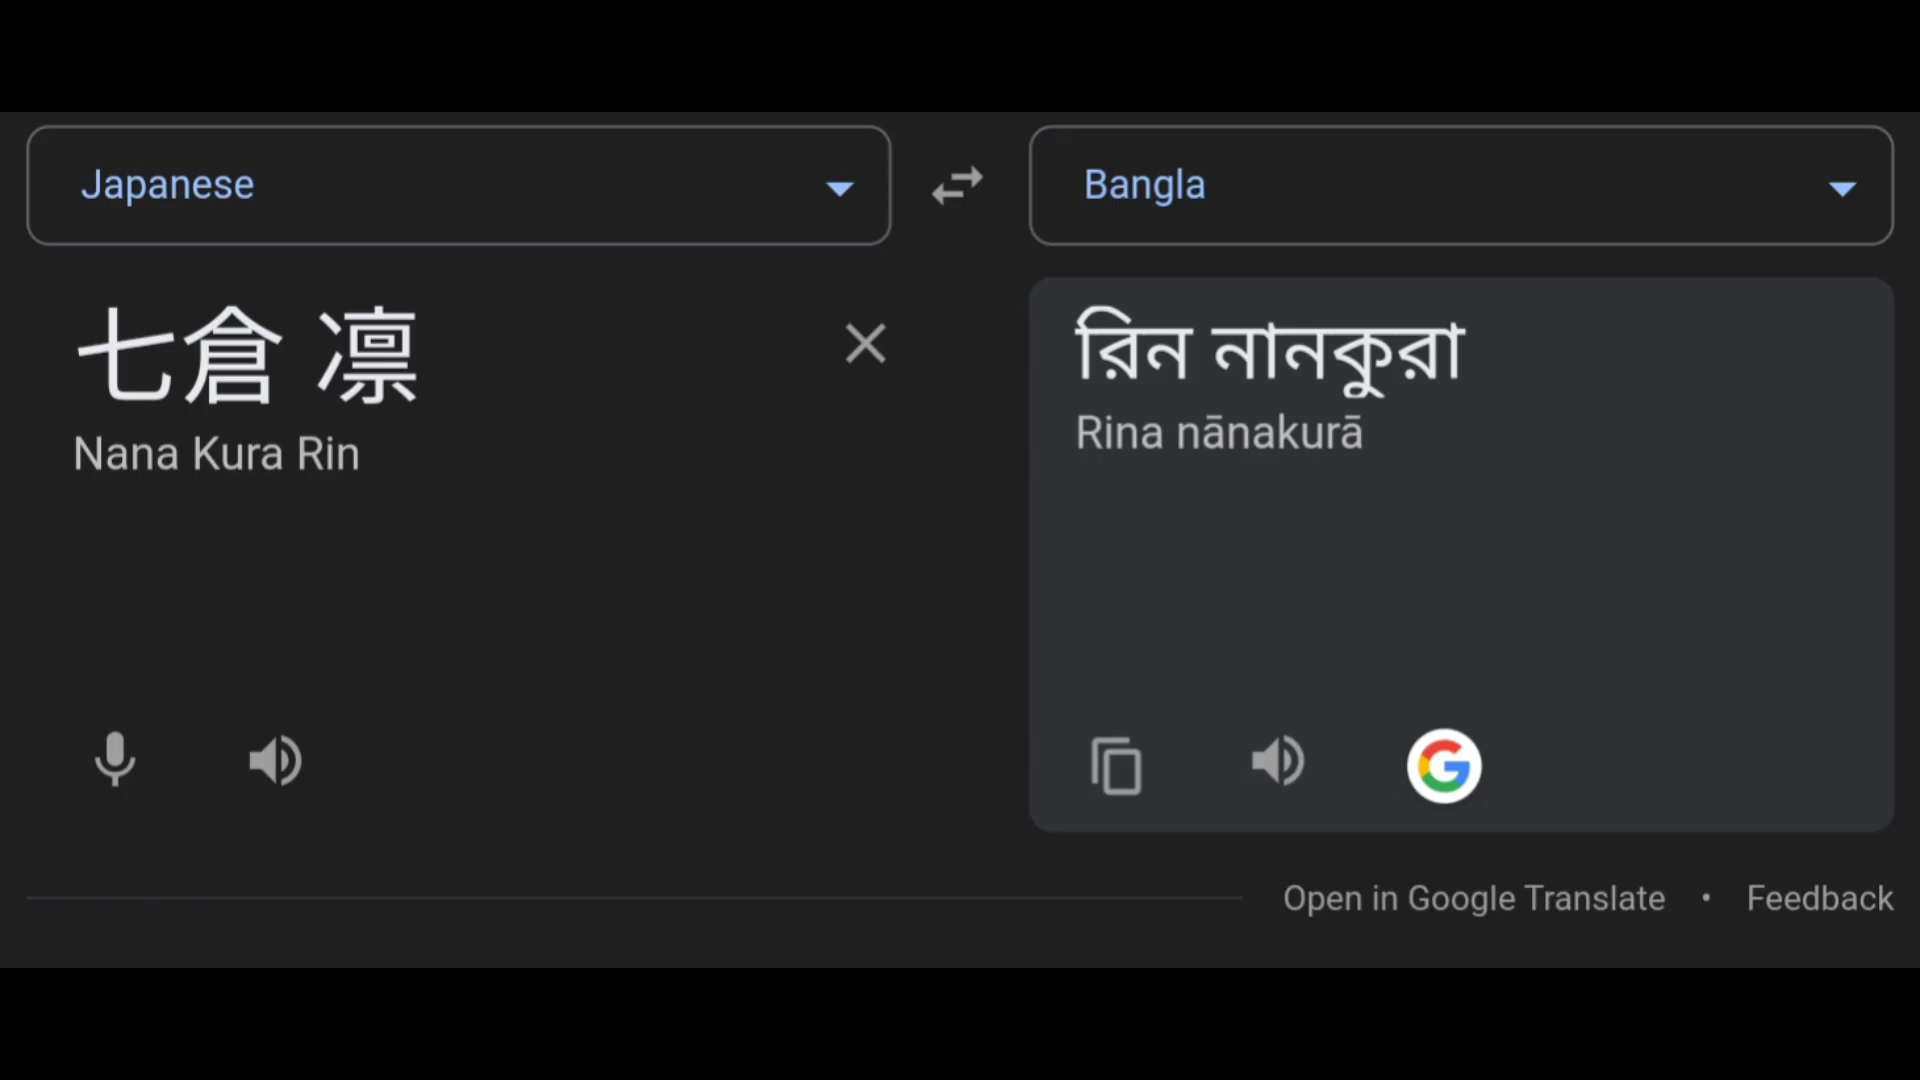 Japanese
Bangla
七倉 凛
Nana Kura Rin
রিন নানকুরা
Rina nānakurā
Open in Google Translate • Feedback